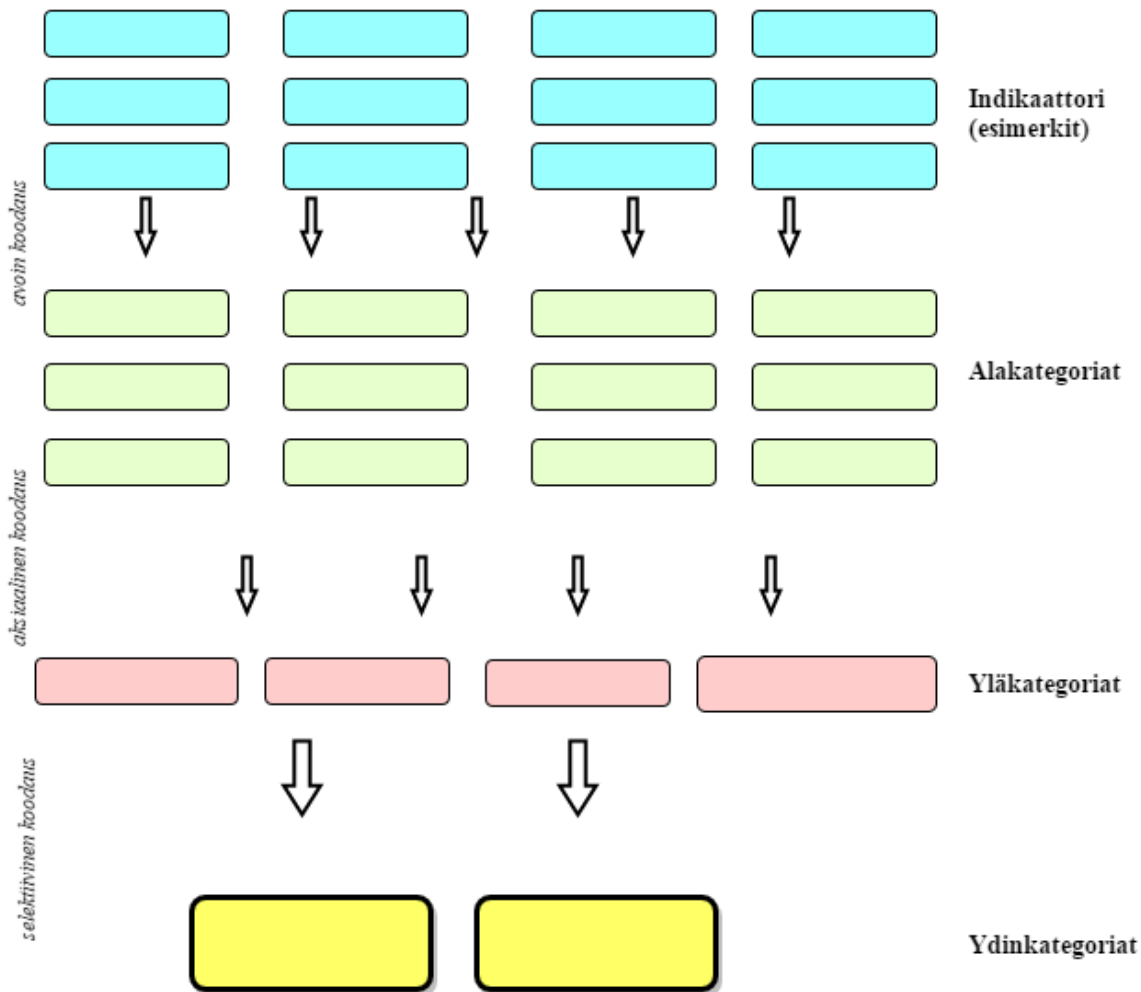 Indikaattori
(esimerkit)
avoin koodaus
Alakategoriat
aksiaalinen koodaus
Yläkategoriat
selektiivinen koodaus
Ydinkategoriat